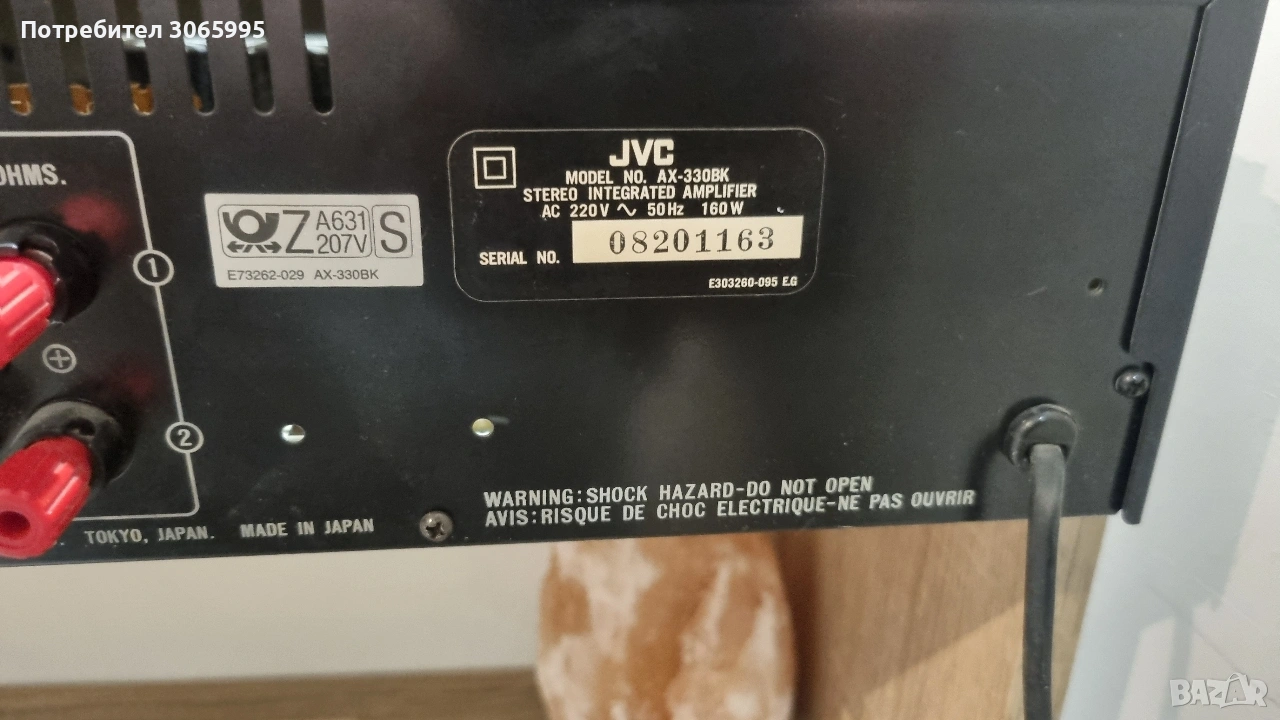 Потребител 3065995
OHMS.
1
2
Z A631
207V S
E73262-029 AX-330BK
JVC
MODEL NO. AX-330BK
STEREO INTEGRATED AMPLIFIER
AC 220V ∿ 50Hz 160W
SERIAL NO. 08201163
E303260-095 E.G
WARNING:SHOCK HAZARD-DO NOT OPEN
AVIS:RISQUE DE CHOC ELECTRIQUE-NE PAS OUVRIR
TOKYO, JAPAN. MADE IN JAPAN
BAZAR